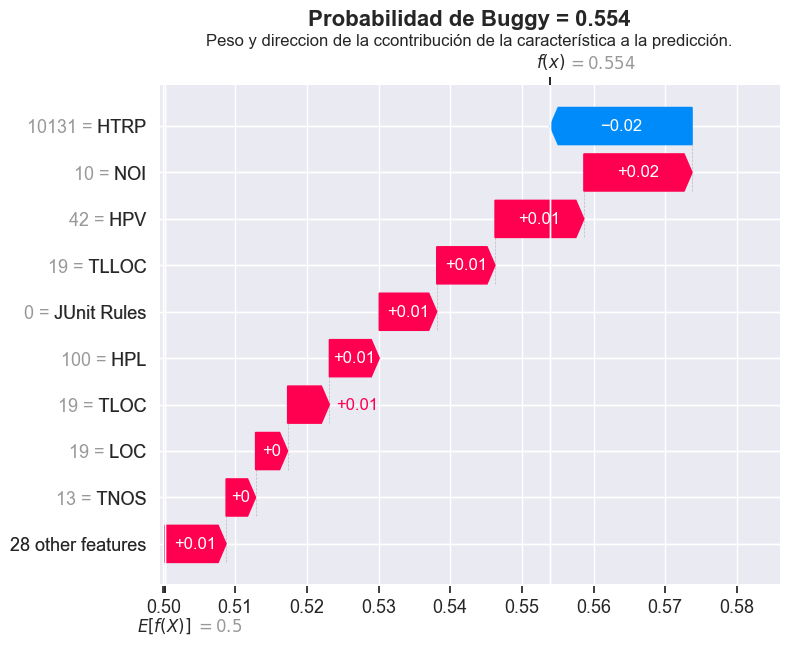 Probabilidad de Buggy = 0.554
Peso y direccion de la ccontribución de la característica a la predicción.
f(x) = 0.554
10131 = HTRP −0.02
10 = NOI +0.02
42 = HPV +0.01
19 = TLLOC +0.01
0 = JUnit Rules +0.01
100 = HPL +0.01
19 = TLOC +0.01
19 = LOC +0
13 = TNOS +0
28 other features +0.01
0.50 0.51 0.52 0.53 0.54 0.55 0.56 0.57 0.58
E[f(X)] = 0.5